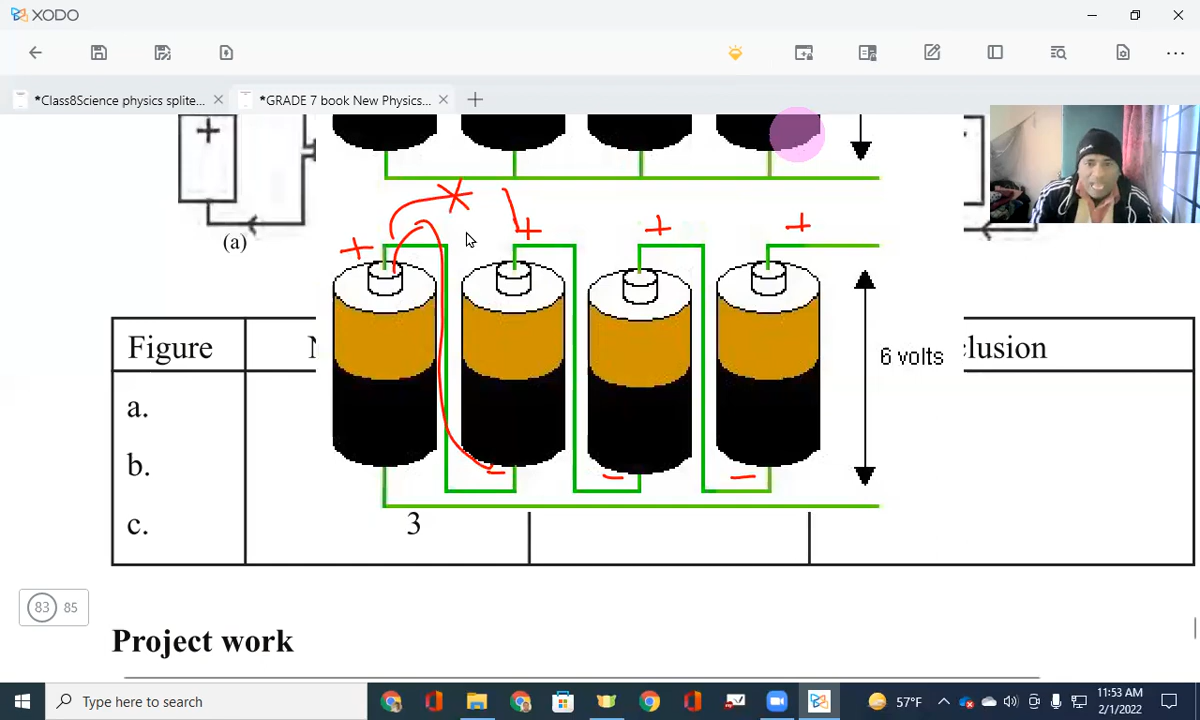 XODO
*Class8Science physics splite...
*GRADE 7 book New Physics...
+
(a)
+ + + +
6 volts
Figure N clusion
a.
b.
c. 3
− − −
83 85
Project work
Type here to search
57°F
11:53 AM
2/1/2022